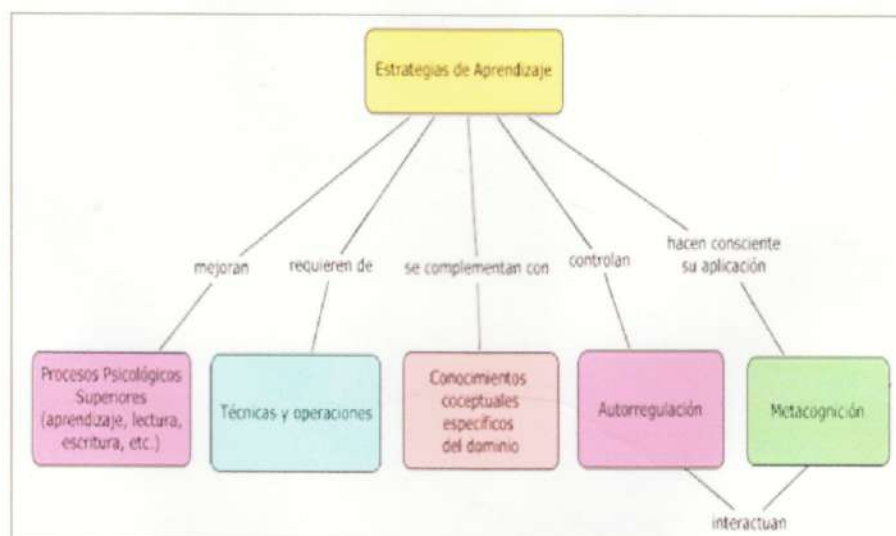 Estrategias de Aprendizaje
mejoran
requieren de
se complementan con
controlan
hacen consciente
su aplicación
Procesos Psicológicos
Superiores
(aprendizaje, lectura,
escritura, etc.)
Técnicas y operaciones
Conocimientos
coceptuales
específicos
del dominio
Autorregulación
Metacognición
interactuan